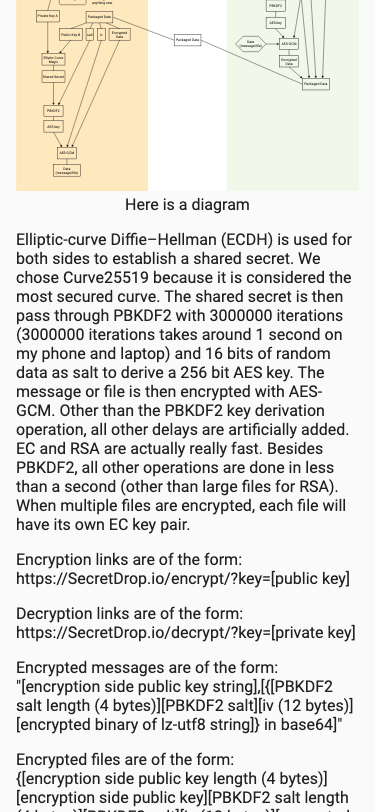 anything now
Private Key A
Packaged Data
Public Key B
salt
iv
Encrypted Data
Elliptic Curve Magic
Shared Secret
PBKDF2
AES key
AES-GCM
Data (message/file)
Packaged Data
PBKDF2
AES key
Data (message/file)
AES-GCM
Encrypted Data
Packaged Data
Here is a diagram
Elliptic-curve Diffie–Hellman (ECDH) is used for
both sides to establish a shared secret. We
chose Curve25519 because it is considered the
most secured curve. The shared secret is then
pass through PBKDF2 with 3000000 iterations
(3000000 iterations takes around 1 second on
my phone and laptop) and 16 bits of random
data as salt to derive a 256 bit AES key. The
message or file is then encrypted with AES-
GCM. Other than the PBKDF2 key derivation
operation, all other delays are artificially added.
EC and RSA are actually really fast. Besides
PBKDF2, all other operations are done in less
than a second (other than large files for RSA).
When multiple files are encrypted, each file will
have its own EC key pair.
Encryption links are of the form:
https://SecretDrop.io/encrypt/?key=[public key]
Decryption links are of the form:
https://SecretDrop.io/decrypt/?key=[private key]
Encrypted messages are of the form:
"[encryption side public key string],[{[PBKDF2
salt length (4 bytes)][PBKDF2 salt][iv (12 bytes)]
[encrypted binary of lz-utf8 string]} in base64]"
Encrypted files are of the form:
{[encryption side public key length (4 bytes)]
[encryption side public key][PBKDF2 salt length